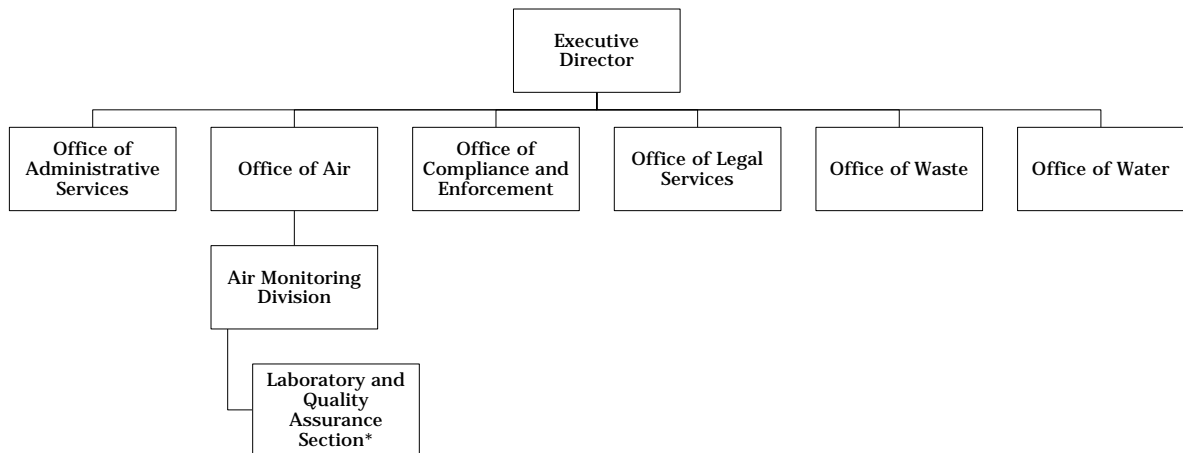 Executive
Director
Office of
Administrative
Services
Office of Air
Office of
Compliance and
Enforcement
Office of Legal
Services
Office of Waste
Office of Water
Air Monitoring
Division
Laboratory and
Quality
Assurance
Section*